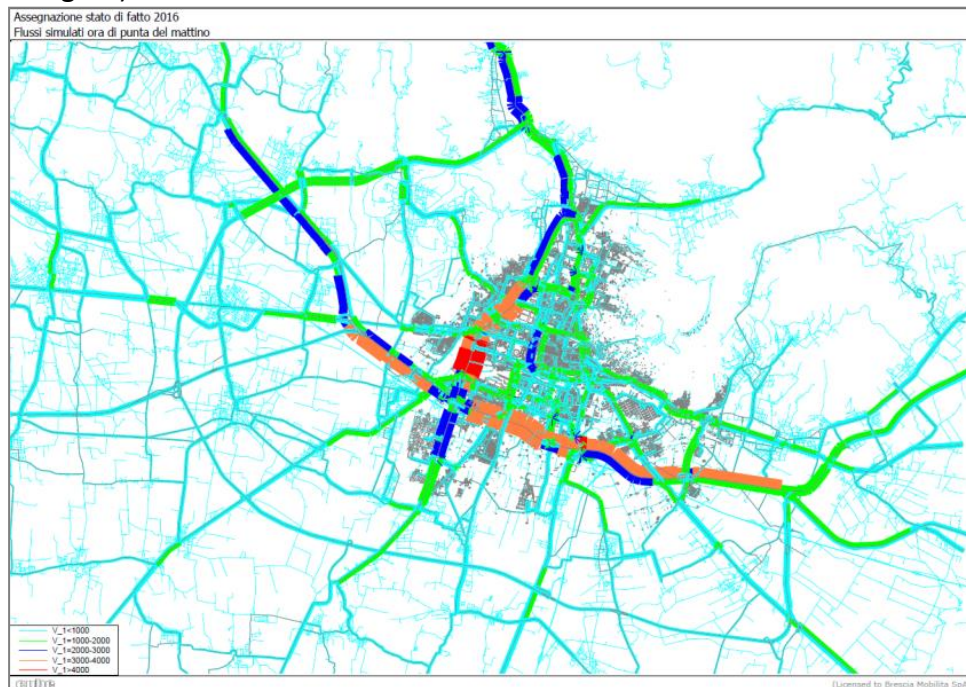 Assegnazione stato di fatto 2016
Flussi simulati ora di punta del mattino
V_1<1000
V_1=1000-2000
V_1=2000-3000
V_1=3000-4000
V_1>4000
(Licensed to Brescia Mobilita SpA